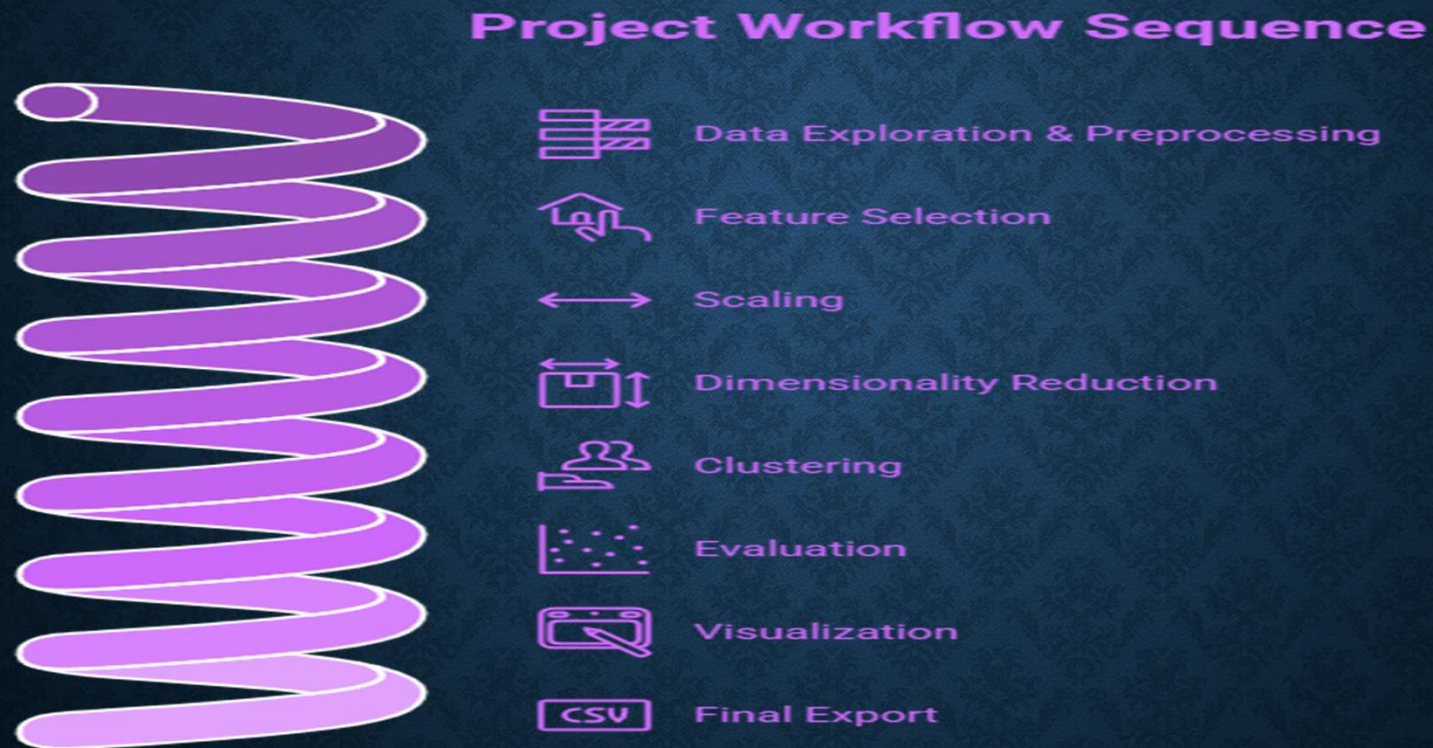 Project Workflow Sequence
Data Exploration & Preprocessing
Feature Selection
Scaling
Dimensionality Reduction
Clustering
Evaluation
Visualization
CSV
Final Export